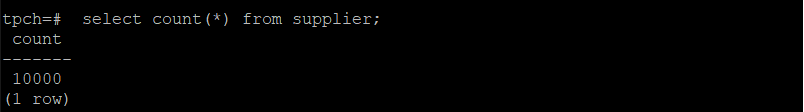 tpch=#  select count(*) from supplier;
 count
-------
 10000
(1 row)